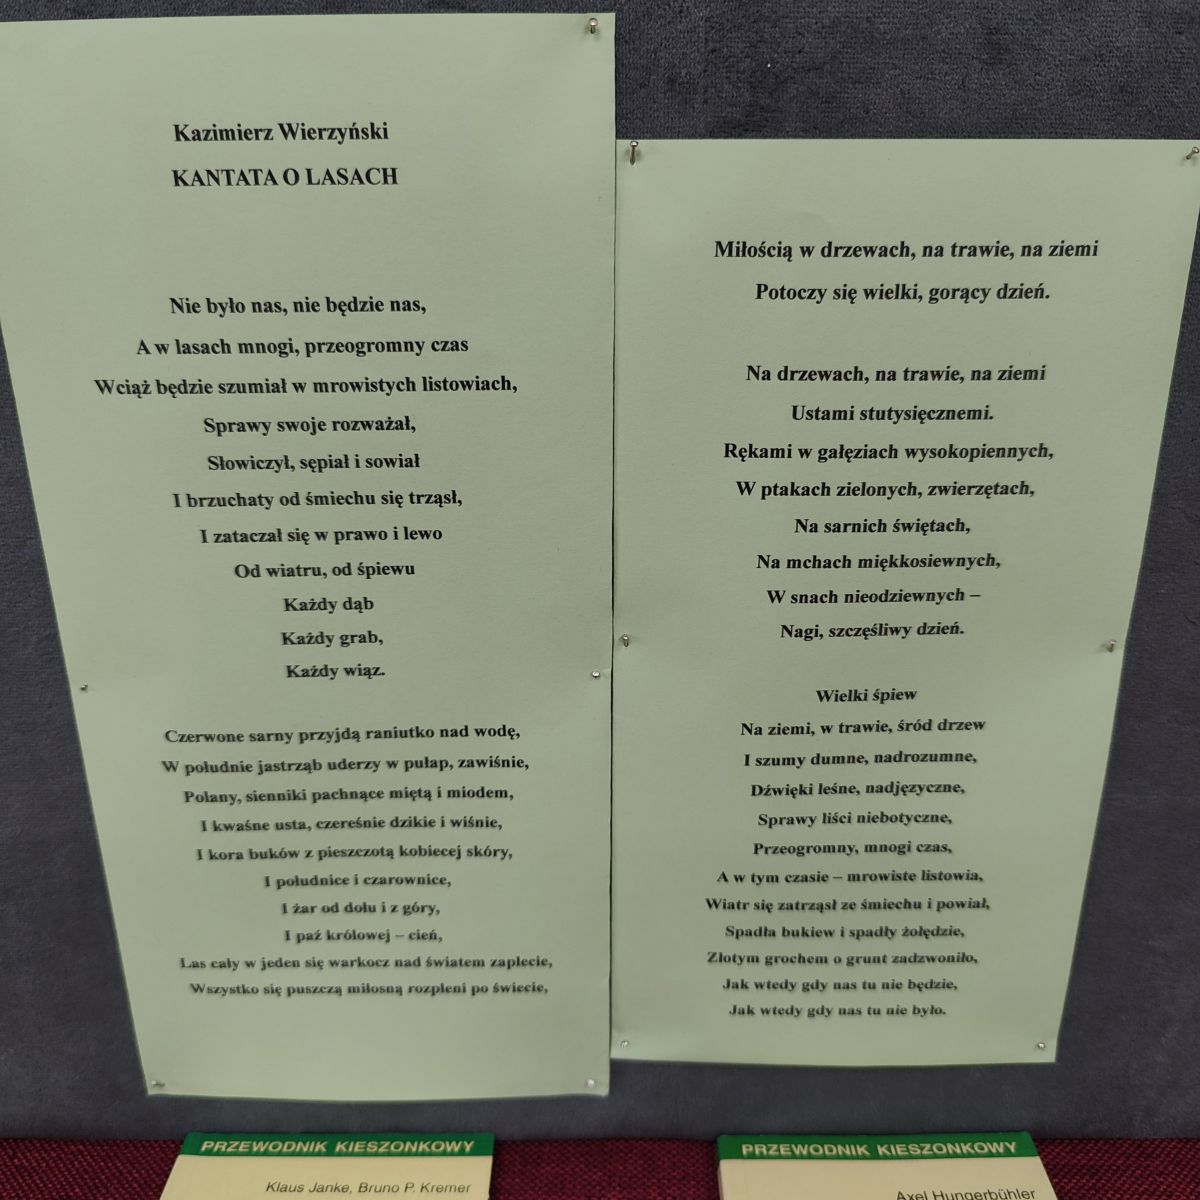 Kazimierz Wierzyński
KANTATA O LASACH
Nie było nas, nie będzie nas,
A w lasach mnogi, przeogromny czas
Wciąż będzie szumiał w mrowistych listowiach,
Sprawy swoje rozważał,
Słowiczył, sępiał i sowiał
I brzuchaty od śmiechu się trząsł,
I zataczał się w prawo i lewo
Od wiatru, od śpiewu
Każdy dąb
Każdy grab,
Każdy wiąz.
Czerwone sarny przyjdą raniutko nad wodę,
W południe jastrząb uderzy w pułap, zawiśnie,
Polany, sienniki pachnące miętą i miodem,
I kwaśne usta, czereśnie dzikie i wiśnie,
I kora buków z pieszczotą kobiecej skóry,
I południce i czarownice,
I żar od dołu i z góry,
I paź królowej – cień,
Las cały w jeden się warkocz nad światem zaplecie,
Wszystko się puszczą miłosną rozpleni po świecie,
Miłością w drzewach, na trawie, na ziemi
Potoczy się wielki, gorący dzień.
Na drzewach, na trawie, na ziemi
Ustami stutysięcznemi.
Rękami w gałęziach wysokopiennych,
W ptakach zielonych, zwierzętach,
Na sarnich świętach,
Na mchach miękkosiewnych,
W snach nieodziewnych –
Nagi, szczęśliwy dzień.
Wielki śpiew
Na ziemi, w trawie, śród drzew
I szumy dumne, nadrozumne,
Dźwięki leśne, nadjęzyczne,
Sprawy liści niebotyczne,
Przeogromny, mnogi czas,
A w tym czasie – mrowiste listowia,
Wiatr się zatrząsł ze śmiechu i powiał,
Spadła bukiew i spadły żołędzie,
Złotym grochem o grunt zadzwoniło,
Jak wtedy gdy nas tu nie będzie,
Jak wtedy gdy nas tu nie było.
PRZEWODNIK KIESZONKOWY
Klaus Janke, Bruno P. Kremer
PRZEWODNIK KIESZONKOWY
Axel Hungerbühler